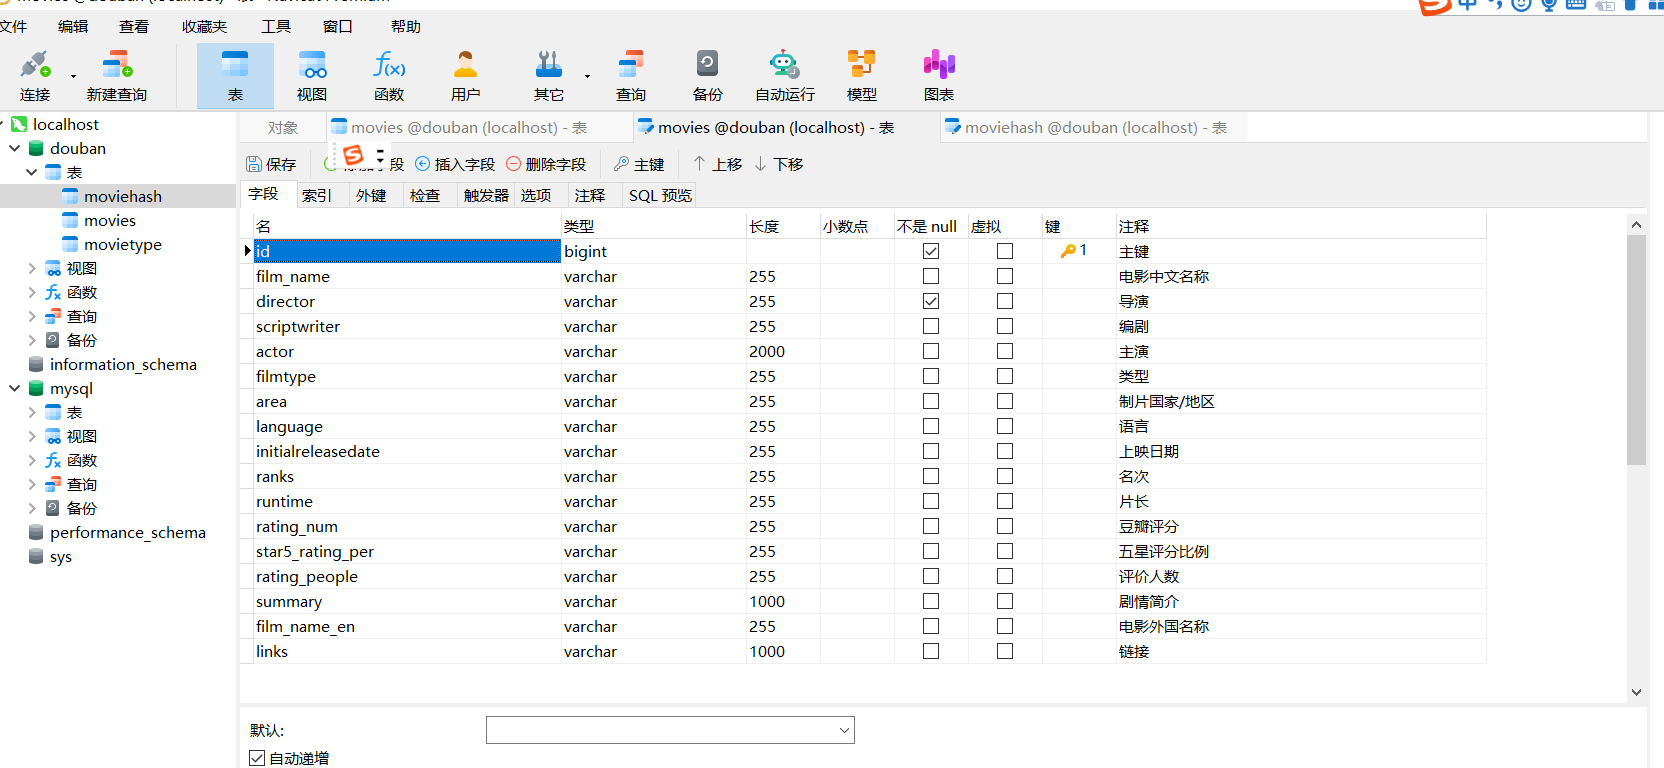 文件 编辑 查看 收藏夹 工具 窗口 帮助
连接 新建查询 表 视图 函数 用户 其它 查询 备份 自动运行 模型 图表
localhost
douban
表
moviehash
movies
movietype
视图
函数
查询
备份
information_schema
mysql
表
视图
函数
查询
备份
performance_schema
sys
对象 movies @douban (localhost) - 表 movies @douban (localhost) - 表 moviehash @douban (localhost) - 表
保存 段 插入字段 删除字段 主键 上移 下移
字段 索引 外键 检查 触发器 选项 注释 SQL 预览
名 类型 长度 小数点 不是 null 虚拟 键 注释
id bigint 1 主键
film_name varchar 255 电影中文名称
director varchar 255 导演
scriptwriter varchar 255 编剧
actor varchar 2000 主演
filmtype varchar 255 类型
area varchar 255 制片国家/地区
language varchar 255 语言
initialreleasedate varchar 255 上映日期
ranks varchar 255 名次
runtime varchar 255 片长
rating_num varchar 255 豆瓣评分
star5_rating_per varchar 255 五星评分比例
rating_people varchar 255 评价人数
summary varchar 1000 剧情简介
film_name_en varchar 255 电影外国名称
links varchar 1000 链接
默认:
自动递增